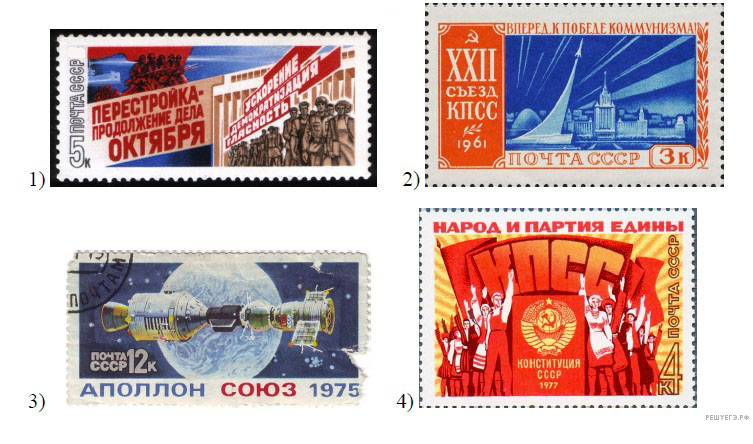 1)
5к
ПОЧТА СССР
ПЕРЕСТРОЙКА-
ПРОДОЛЖЕНИЕ ДЕЛА
ОКТЯБРЯ
УСКОРЕНИЕ
ДЕМОКРАТИЗАЦИЯ
ГЛАСНОСТЬ
2)
ВПЕРЕД, К ПОБЕДЕ КОММУНИЗМА!
XXII
СЪЕЗД
КПСС
1961
ПОЧТА СССР
3 К
3)
ПОЧТАМ
ПОЧТА
СССР
12к
АПОЛЛОН СОЮЗ 1975
4)
НАРОД И ПАРТИЯ ЕДИНЫ
КПСС
КОНСТИТУЦИЯ
СССР
1977
ПОЧТА СССР
4К
РЕШУЕГЭ.РФ